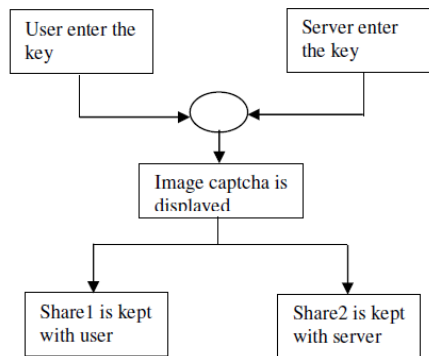 User enter the
key
Server enter
the key
Image captcha is
displayed
Share1 is kept
with user
Share2 is kept
with server